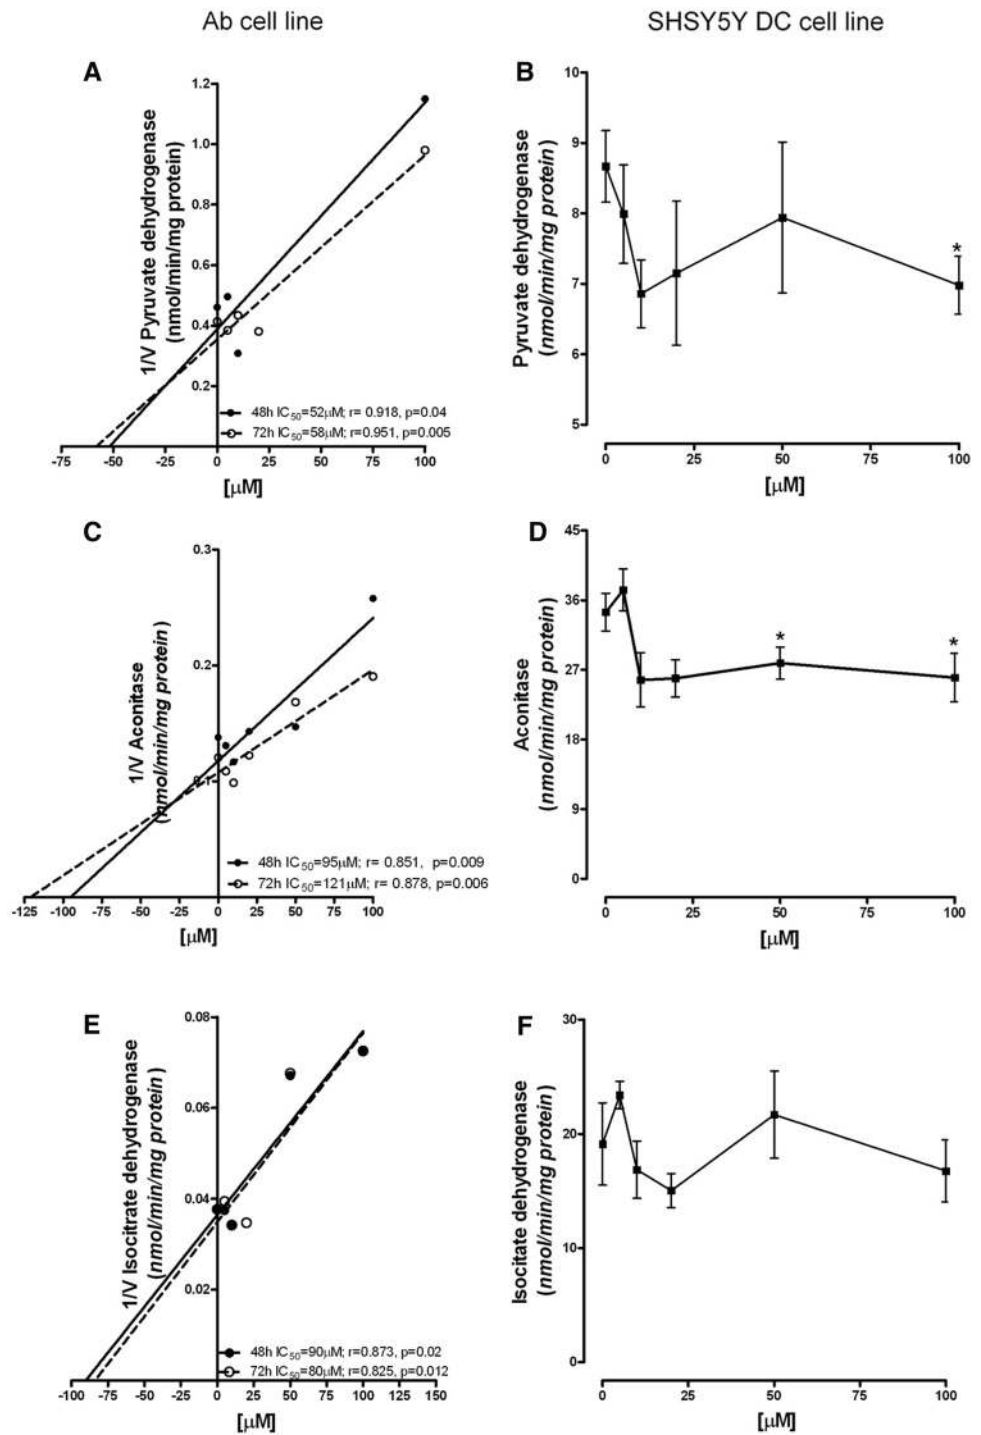 Ab cell line
SHSY5Y DC cell line
A
1/V Pyruvate dehydrogenase
(nmol/min/mg protein)
1.2
1.0
0.8
0.6
0.4
0.2
48h IC50=52μM; r= 0.918, p=0.04
72h IC50=58μM; r=0.951, p=0.005
-75 -50 -25 0 25 50 75 100
[μM]
B
Pyruvate dehydrogenase
(nmol/min/mg protein)
10
9
8
7
6
5
*
0 25 50 75 100
[μM]
C
1/V Aconitase
(nmol/min/mg protein)
0.3
0.2
48h IC50=95μM; r= 0.851, p=0.009
72h IC50=121μM; r= 0.878, p=0.006
-125 -100 -75 -50 -25 0 25 50 75 100
[μM]
D
Aconitase
(nmol/min/mg protein)
45
36
27
18
9
0
* *
0 25 50 75 100
[μM]
E
1/V Isocitrate dehydrogenase
(nmol/min/mg protein)
0.08
0.06
0.04
0.02
48h IC50=90μM; r=0.873, p=0.02
72h IC50=80μM; r=0.825, p=0.012
-100 -75 -50 -25 0 25 50 75 100 125 150
[μM]
F
Isocitate dehydrogenase
(nmol/min/mg protein)
30
20
10
0
0 25 50 75 100
[μM]